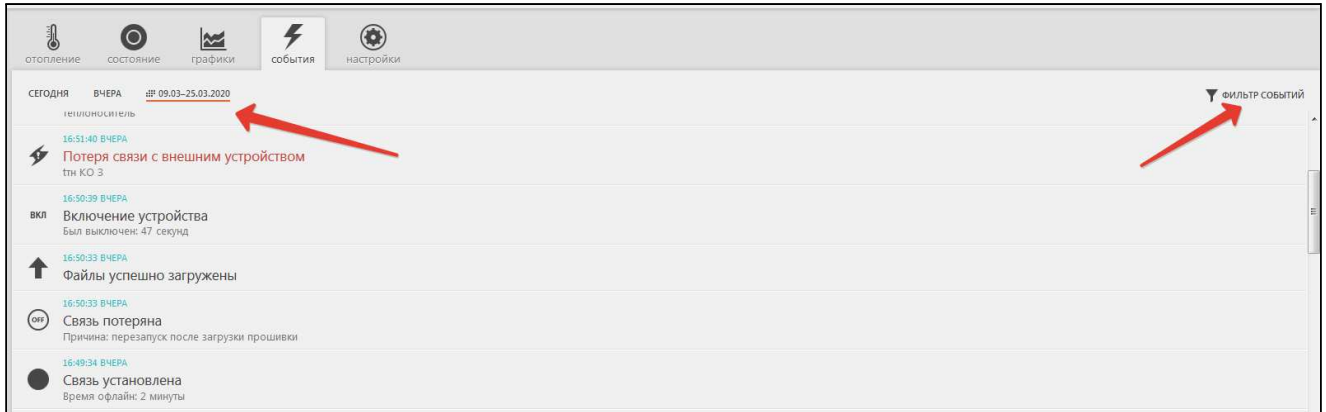 отопление
состояние
графики
события
настройки
СЕГОДНЯ
ВЧЕРА
09.03–25.03.2020
ФИЛЬТР СОБЫТИЙ
теплоноситель
16:51:40 ВЧЕРА
Потеря связи с внешним устройством
tтн КО 3
16:50:39 ВЧЕРА
ВКЛ
Включение устройства
Был выключен: 47 секунд
16:50:33 ВЧЕРА
Файлы успешно загружены
16:50:33 ВЧЕРА
OFF
Связь потеряна
Причина: перезапуск после загрузки прошивки
16:49:34 ВЧЕРА
Связь установлена
Время офлайн: 2 минуты